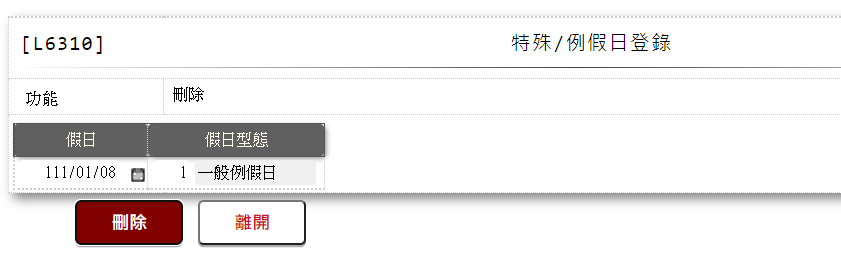 [L6310] 特殊/例假日登錄
功能 刪除
假日 假日型態
111/01/08 1 一般例假日
刪除 離開